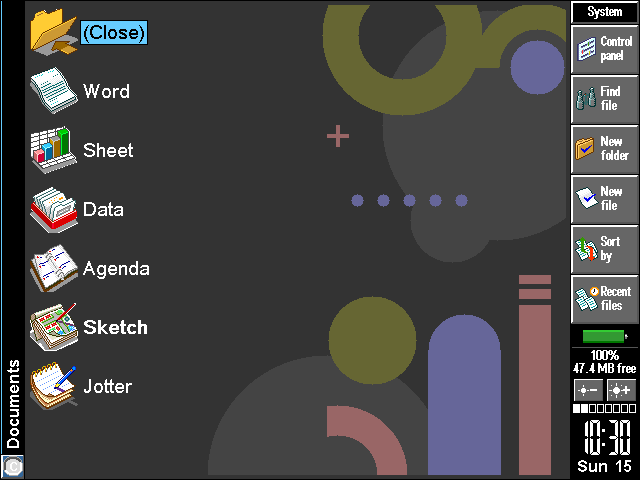 (Close)
Word
Sheet
Data
Agenda
Sketch
Jotter
Documents
C
System
Control
panel
Find
file
New
folder
New
file
Sort
by
Recent
files
100%
47.4 MB free
10:30
Sun 15